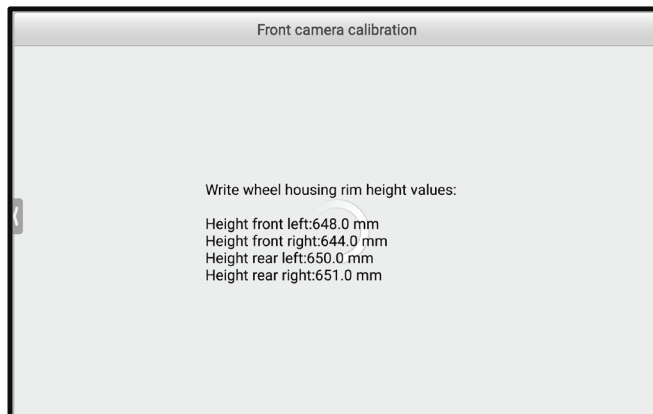 Front camera calibration
Write wheel housing rim height values:
Height front left:648.0 mm
Height front right:644.0 mm
Height rear left:650.0 mm
Height rear right:651.0 mm